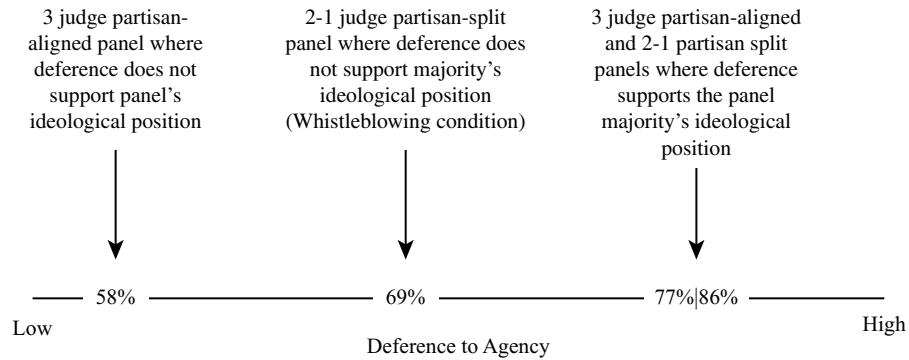 3 judge partisan-
aligned panel where
deference does not
support panel's
ideological position
2-1 judge partisan-split
panel where deference does
not support majority's
ideological position
(Whistleblowing condition)
3 judge partisan-aligned
and 2-1 partisan split
panels where deference
supports the panel
majority's ideological
position
58%
69%
77%|86%
Low
High
Deference to Agency